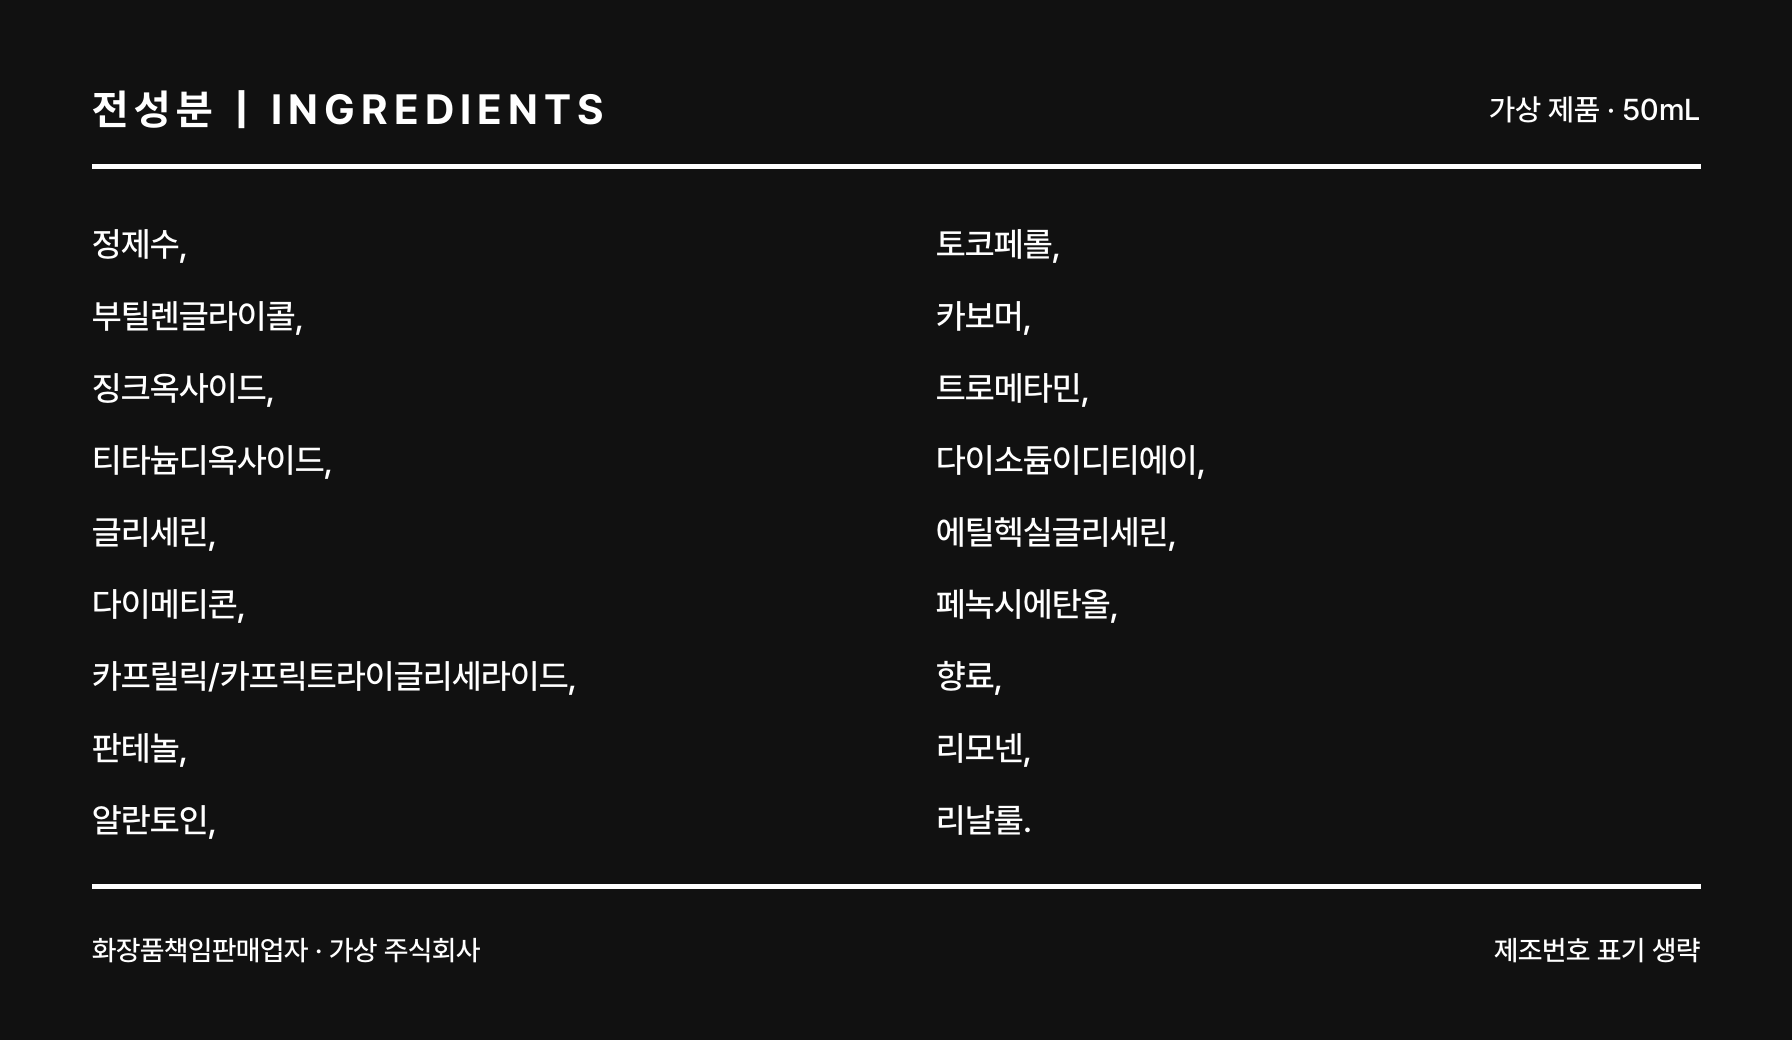 전성분 | INGREDIENTS
가상 제품 · 50mL
정제수,
부틸렌글라이콜,
징크옥사이드,
티타늄디옥사이드,
글리세린,
다이메티콘,
카프릴릭/카프릭트라이글리세라이드,
판테놀,
알란토인,
토코페롤,
카보머,
트로메타민,
다이소듐이디티에이,
에틸헥실글리세린,
페녹시에탄올,
향료,
리모넨,
리날룰.
화장품책임판매업자 · 가상 주식회사
제조번호 표기 생략